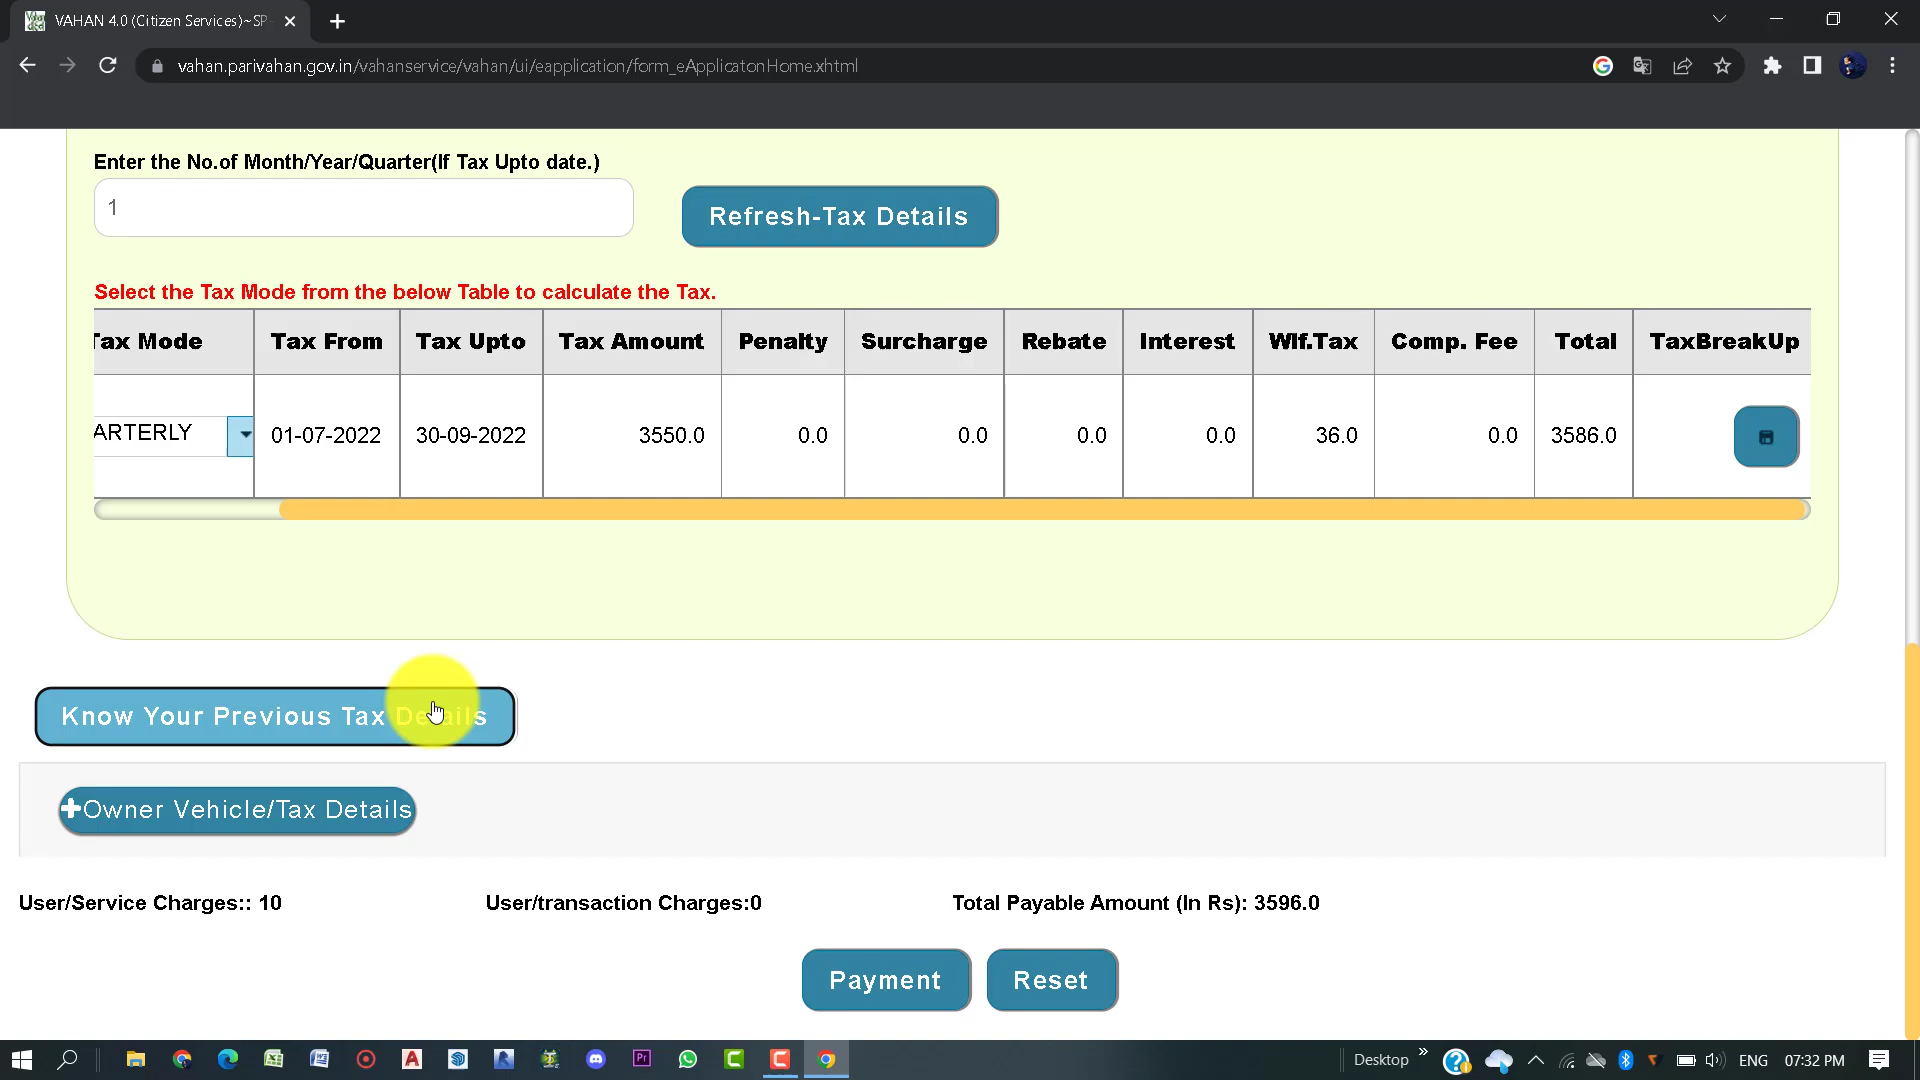 VAHAN 4.0 (Citizen Services)~SP
vahan.parivahan.gov.in/vahanservice/vahan/ui/eapplication/form_eApplicatonHome.xhtml
Enter the No.of Month/Year/Quarter(If Tax Upto date.)
1
Refresh-Tax Details
Select the Tax Mode from the below Table to calculate the Tax.
Tax Mode Tax From Tax Upto Tax Amount Penalty Surcharge Rebate Interest Wlf.Tax Comp. Fee Total TaxBreakUp
ARTERLY 01-07-2022 30-09-2022 3550.0 0.0 0.0 0.0 0.0 36.0 0.0 3586.0
Know Your Previous Tax Details
Owner Vehicle/Tax Details
User/Service Charges:: 10 User/transaction Charges:0 Total Payable Amount (In Rs): 3596.0
Payment Reset
Desktop ENG 07:32 PM